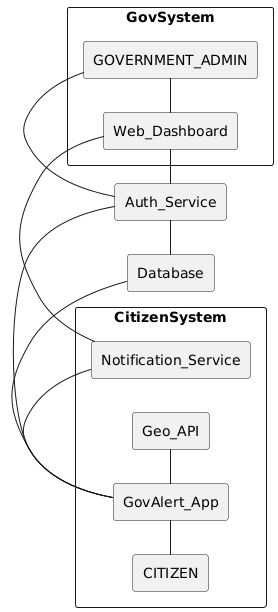 GovSystem
GOVERNMENT_ADMIN
Web_Dashboard
Auth_Service
Database
CitizenSystem
Notification_Service
Geo_API
GovAlert_App
CITIZEN